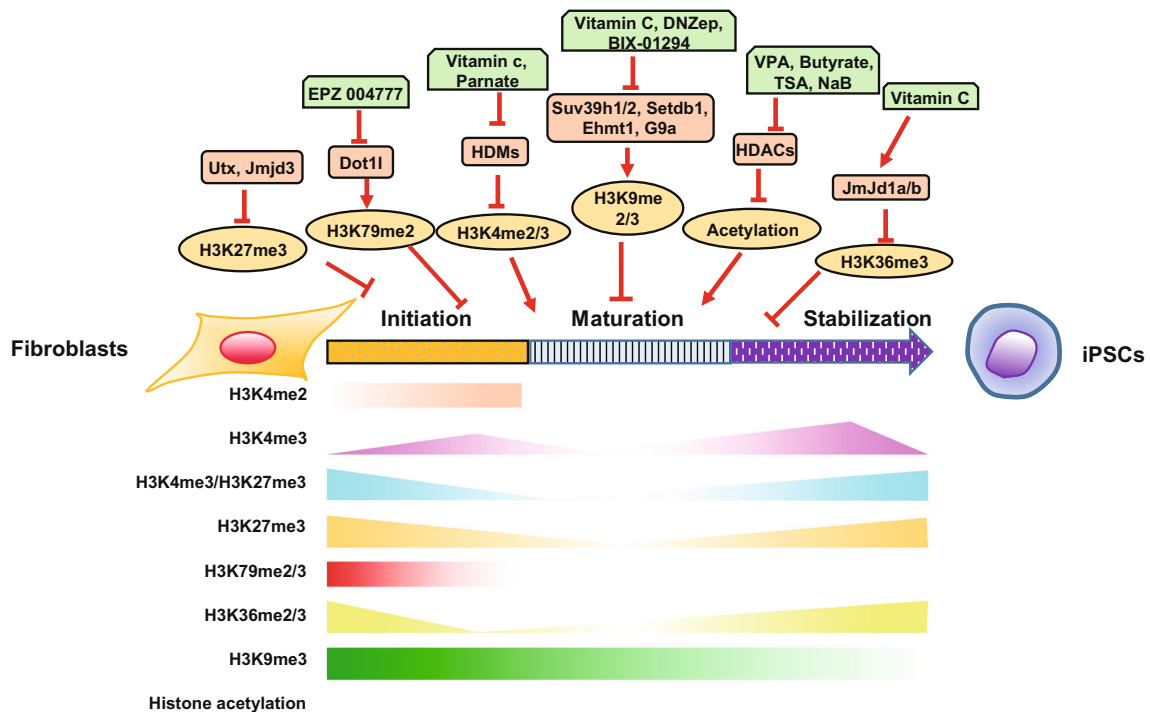 Vitamin C, DNZep,
BIX-01294
Vitamin c,
Parnate
VPA, Butyrate,
TSA, NaB
EPZ 004777
Vitamin C
Suv39h1/2, Setdb1,
Ehmt1, G9a
HDMs
HDACs
Utx, Jmjd3
Dot1l
JmJd1a/b
H3K9me
2/3
H3K27me3
H3K79me2
H3K4me2/3
Acetylation
H3K36me3
Initiation
Maturation
Stabilization
Fibroblasts
iPSCs
H3K4me2
H3K4me3
H3K4me3/H3K27me3
H3K27me3
H3K79me2/3
H3K36me2/3
H3K9me3
Histone acetylation